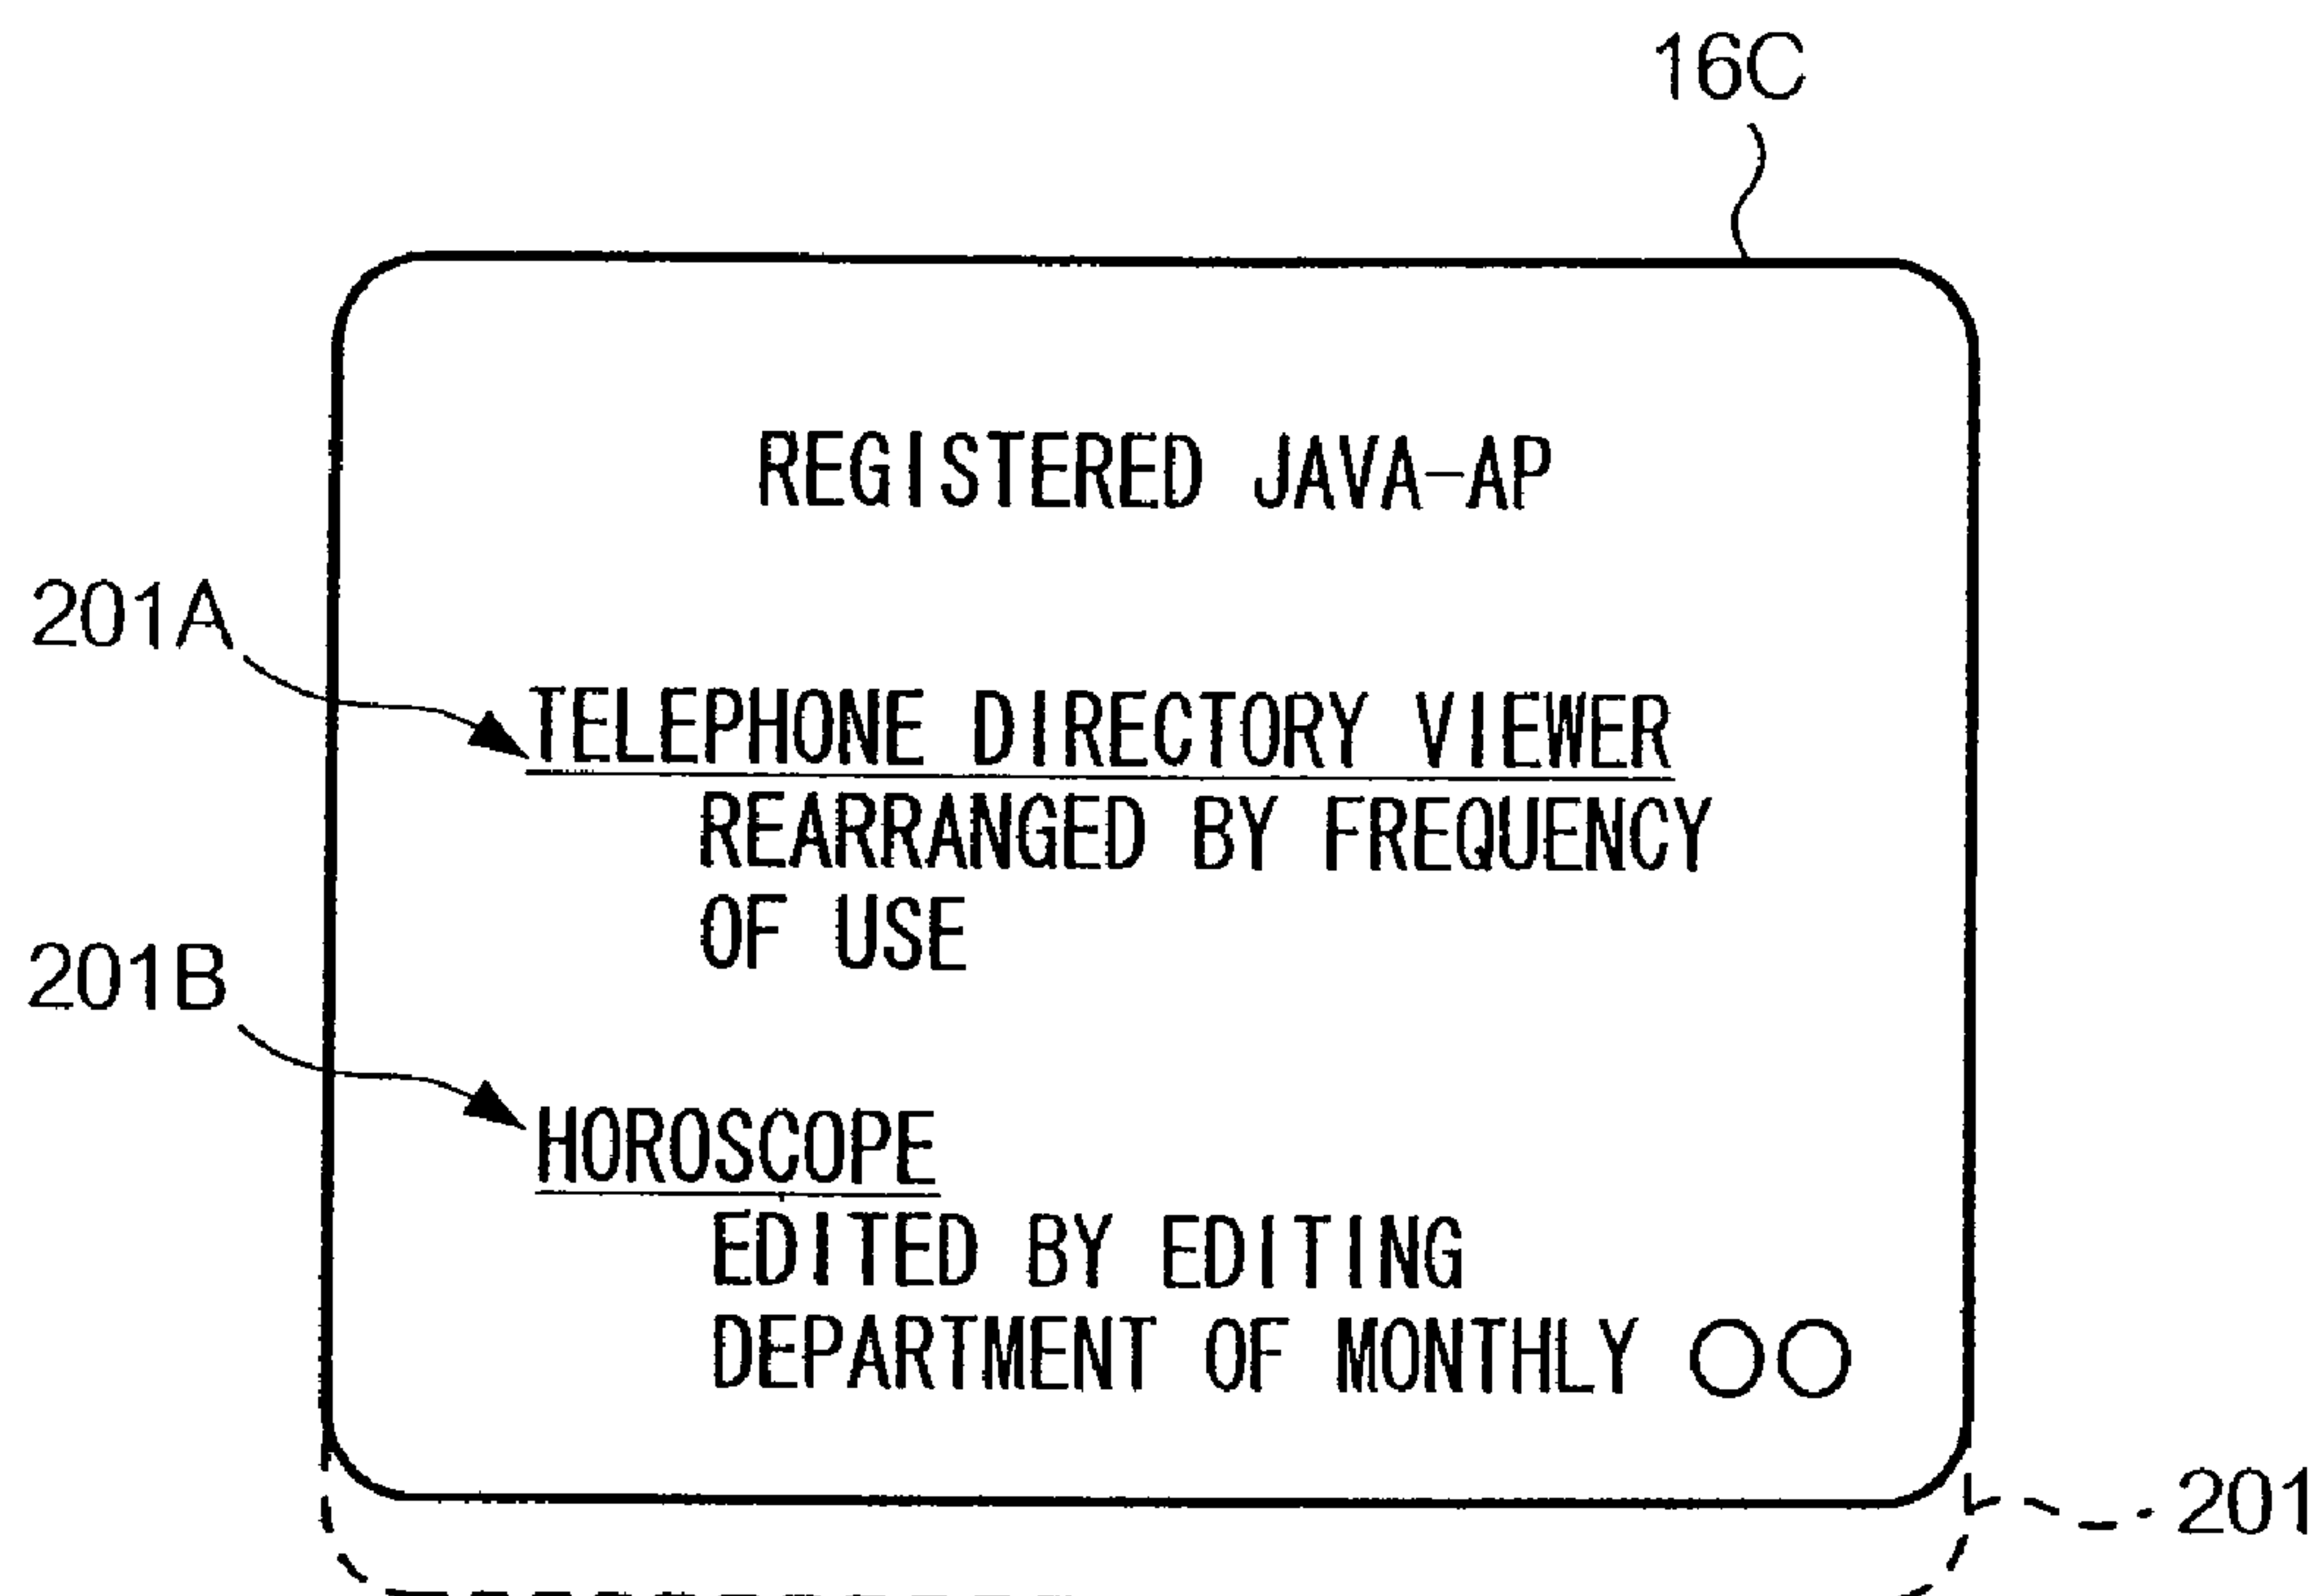 16C
REGISTERED JAVA-AP
201A
TELEPHONE DIRECTORY VIEWER
REARRANGED BY FREQUENCY
OF USE
201B
HOROSCOPE
EDITED BY EDITING
DEPARTMENT OF MONTHLY ○○
201